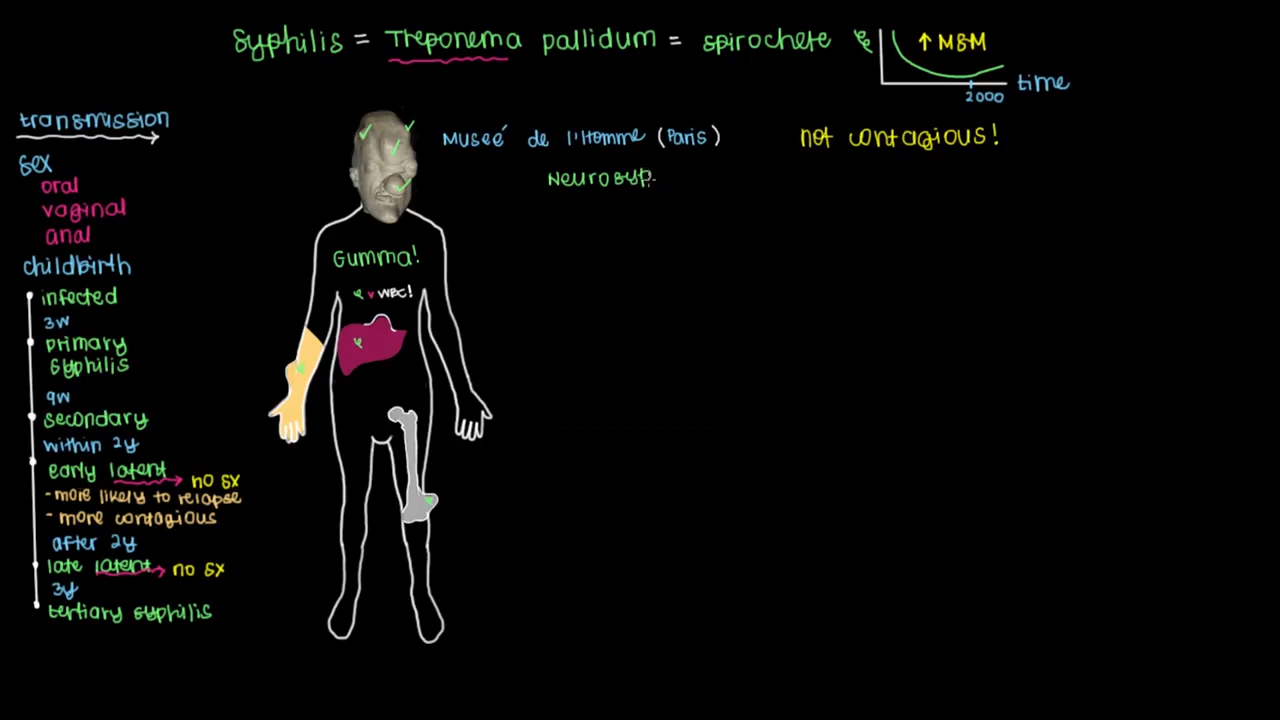 Syphilis = Treponema pallidum = spirochete
↑ MSM
time
2000
transmission
sex
oral
vaginal
anal
childbirth
infected
3w
primary
syphilis
9w
secondary
within 2y
early latent → no sx
- more likely to relapse
- more contagious
after 2y
late latent → no sx
3y
tertiary syphilis
Museé de l'Homme (Paris)
not contagious!
Neurosyp
Gumma!
v WBC!